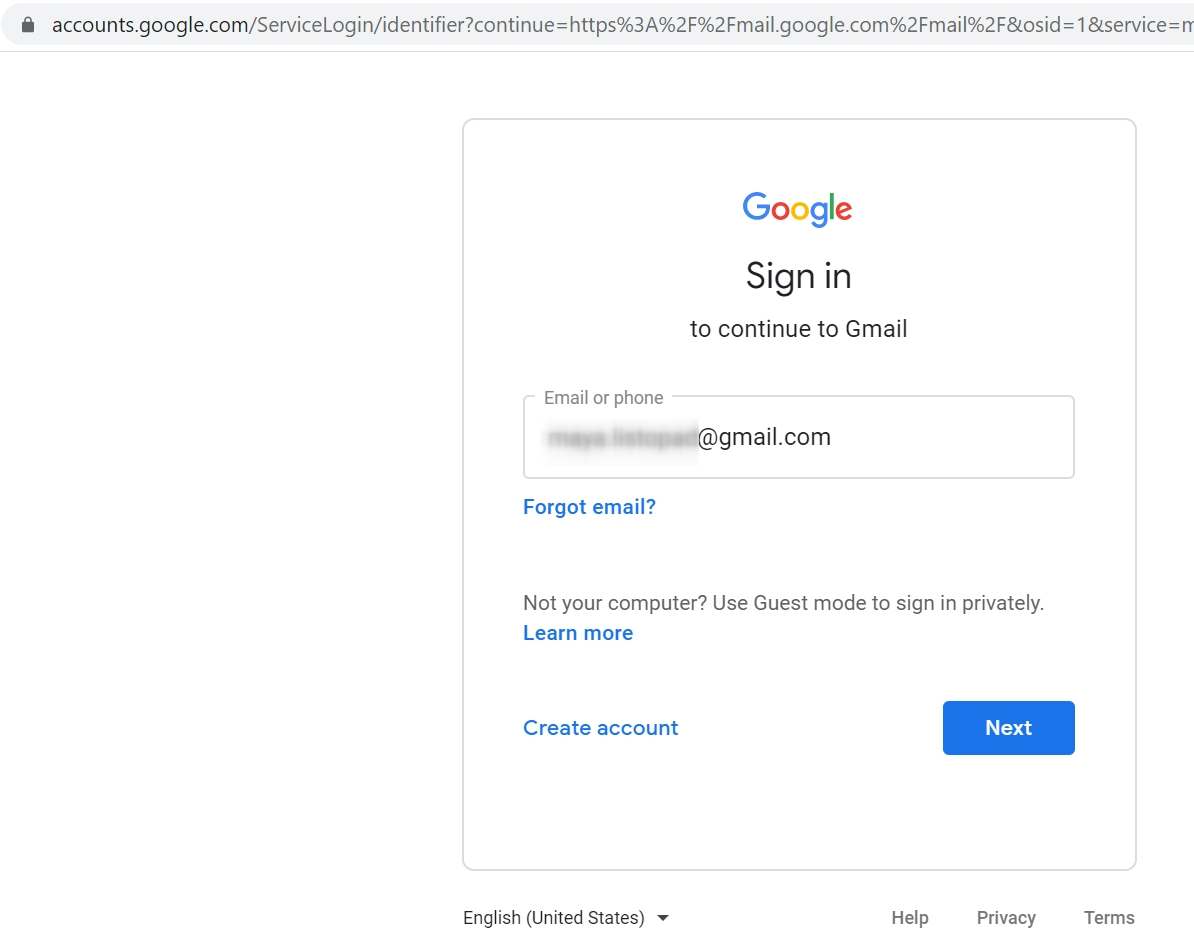 accounts.google.com/ServiceLogin/identifier?continue=https%3A%2F%2Fmail.google.com%2Fmail%2F&osid=1&service=m
Google
Sign in
to continue to Gmail
Email or phone
@gmail.com
Forgot email?
Not your computer? Use Guest mode to sign in privately.
Learn more
Create account
Next
English (United States)
Help
Privacy
Terms